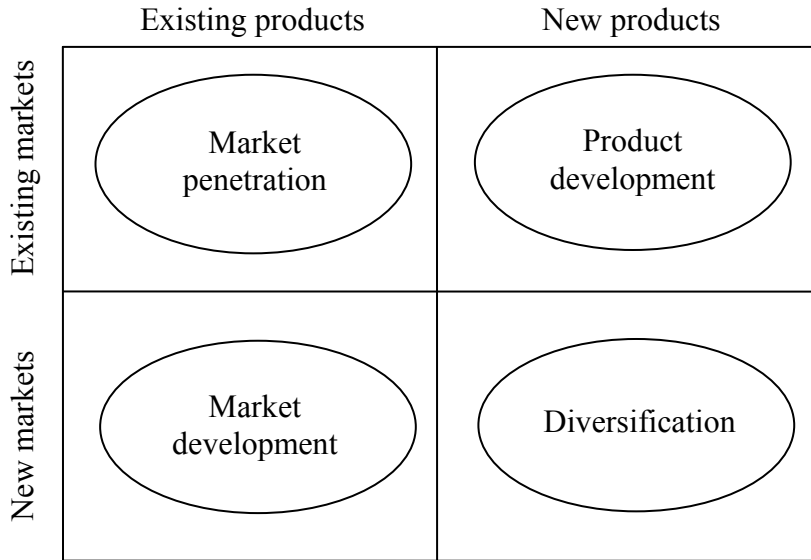 Existing products
New products
Existing markets
Market
penetration
Product
development
New markets
Market
development
Diversification